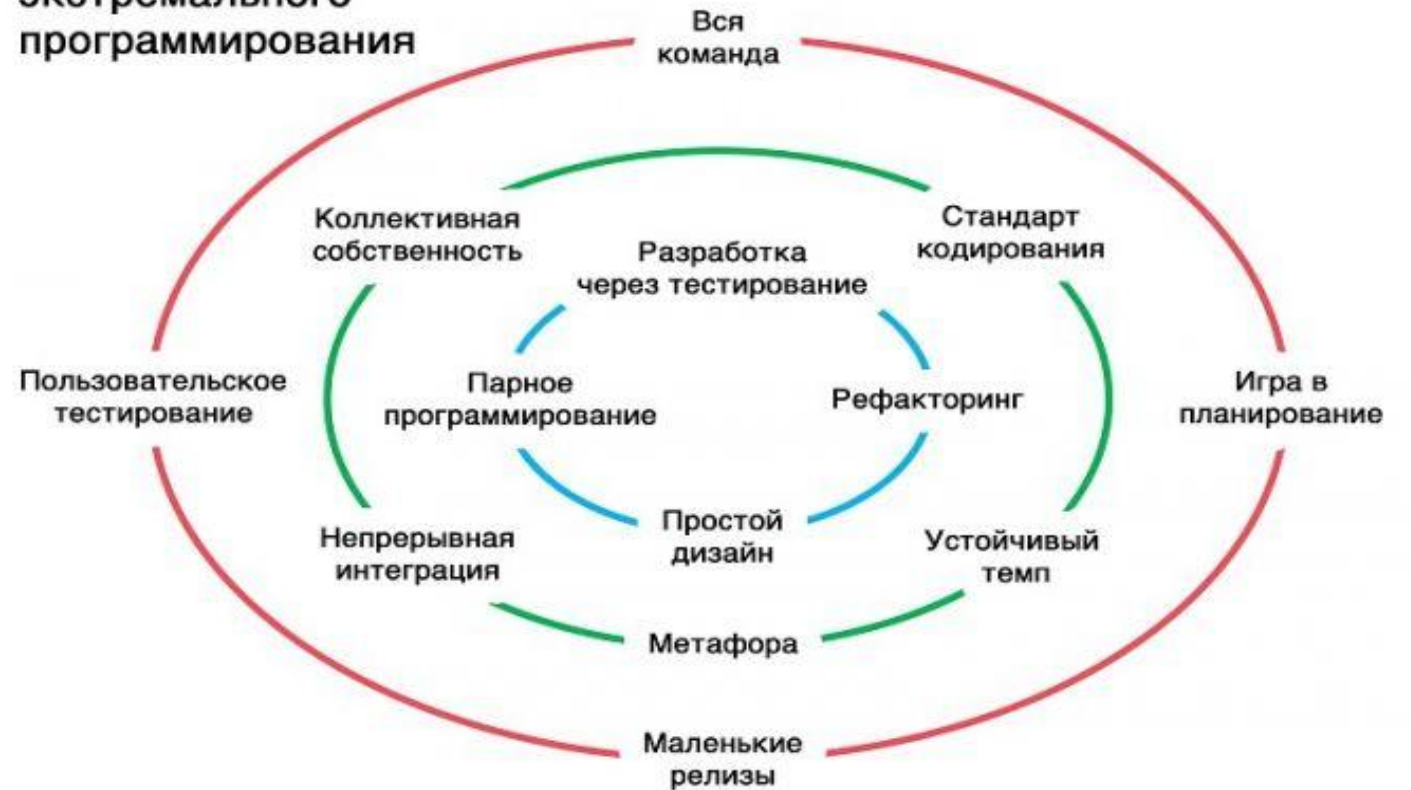 экстремального
программирования
Вся
команда
Коллективная
собственность
Стандарт
кодирования
Разработка
через тестирование
Пользовательское
тестирование
Парное
программирование
Рефакторинг
Игра в
планирование
Непрерывная
интеграция
Простой
дизайн
Устойчивый
темп
Метафора
Маленькие
релизы